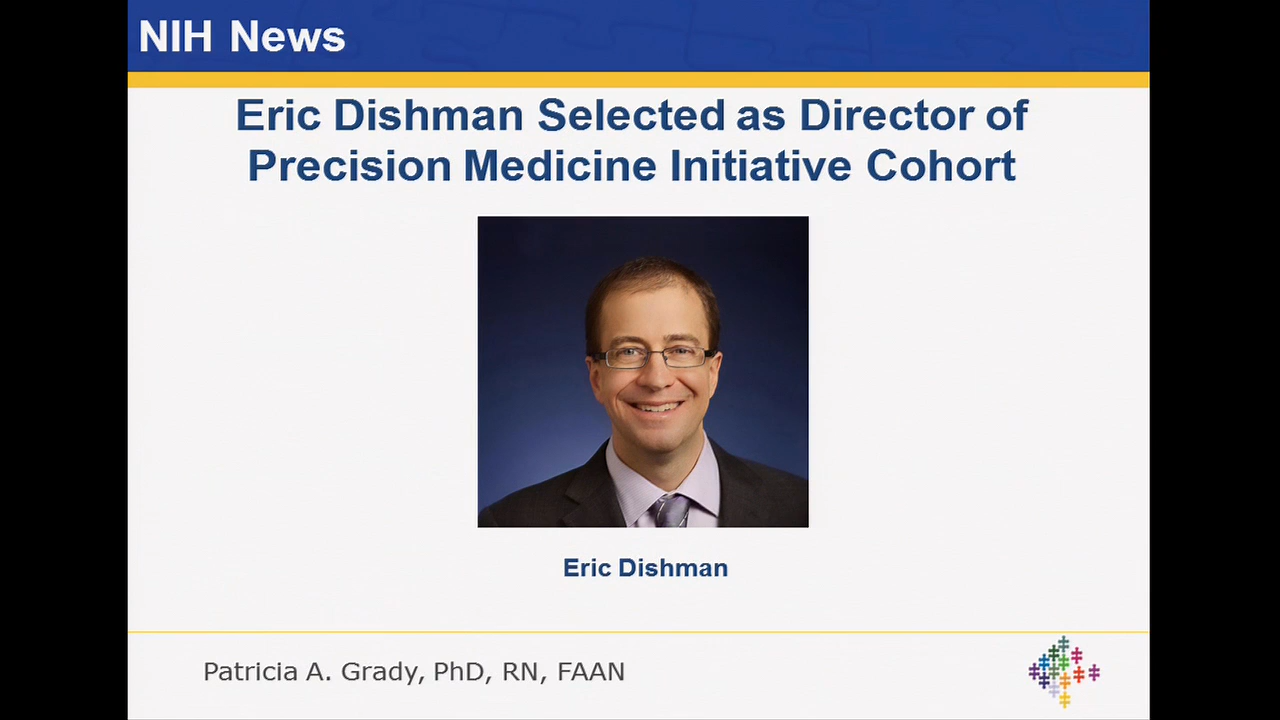 NIH News
Eric Dishman Selected as Director of
Precision Medicine Initiative Cohort
Eric Dishman
Patricia A. Grady, PhD, RN, FAAN